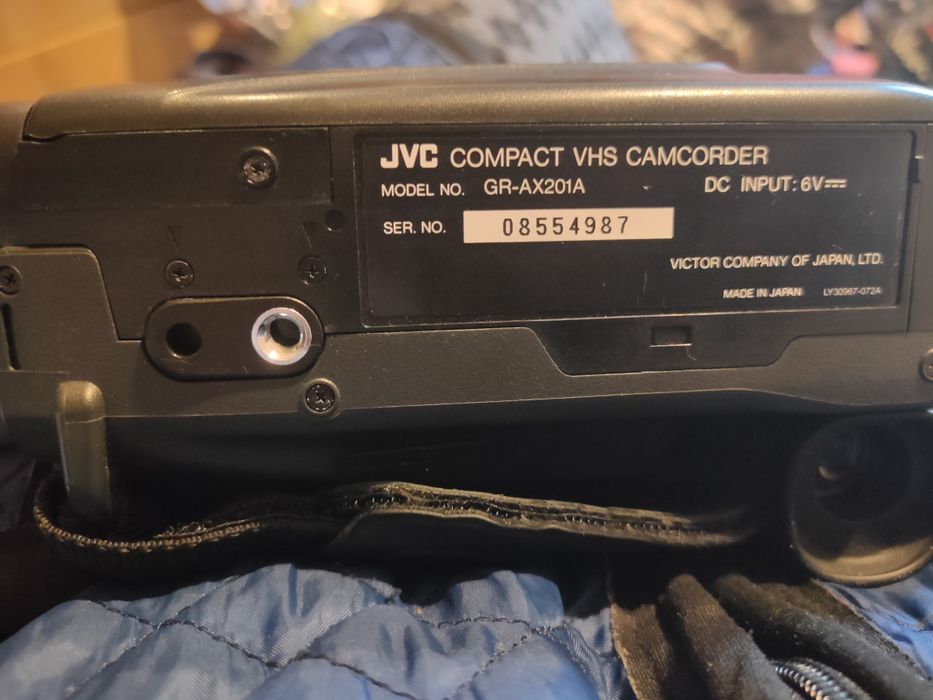 JVC COMPACT VHS CAMCORDER
MODEL NO. GR-AX201A DC INPUT: 6V⎓
SER. NO. 08554987
VICTOR COMPANY OF JAPAN, LTD.
MADE IN JAPAN LY30967-072A